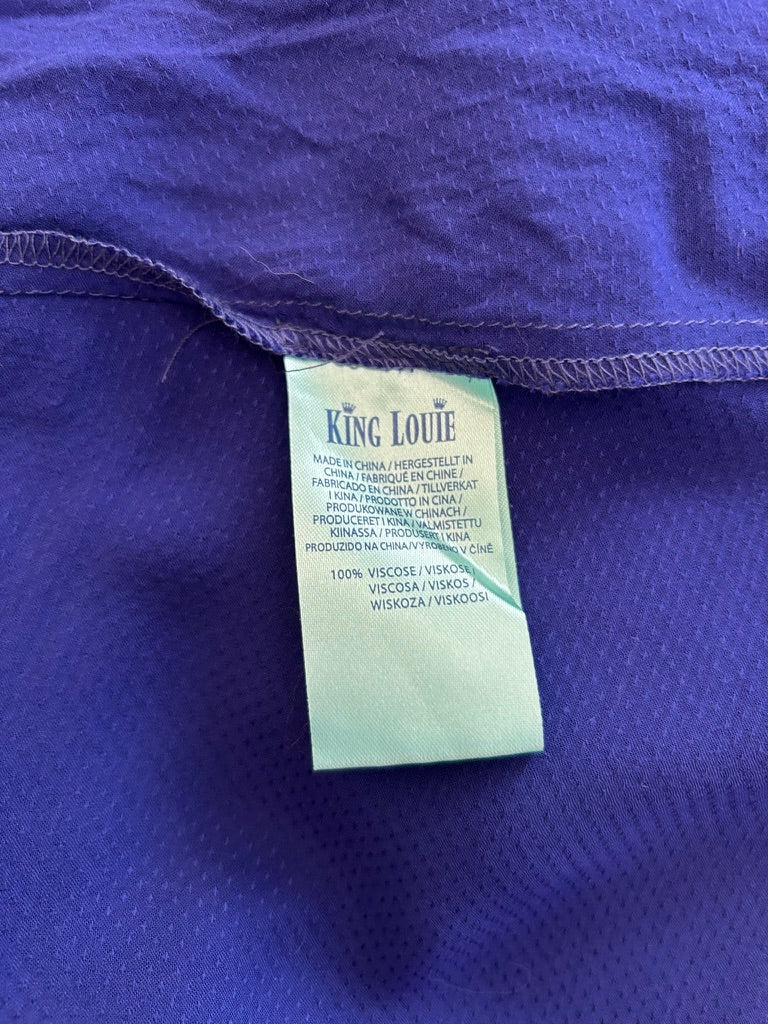 KING LOUIE
MADE IN CHINA / HERGESTELLT IN
CHINA / FABRIQUÉ EN CHINE /
FABRICADO EN CHINA / TILLVERKAT
I KINA / PRODOTTO IN CINA /
PRODUKOWANE W CHINACH /
PRODUCERET I KINA / VALMISTETTU
KIINASSA / PRODUSERT I KINA
PRODUZIDO NA CHINA/VYROBENO V ČÍNĚ
100% VISCOSE / VISKOSE /
VISCOSA / VISKOS /
WISKOZA / VISKOOSI